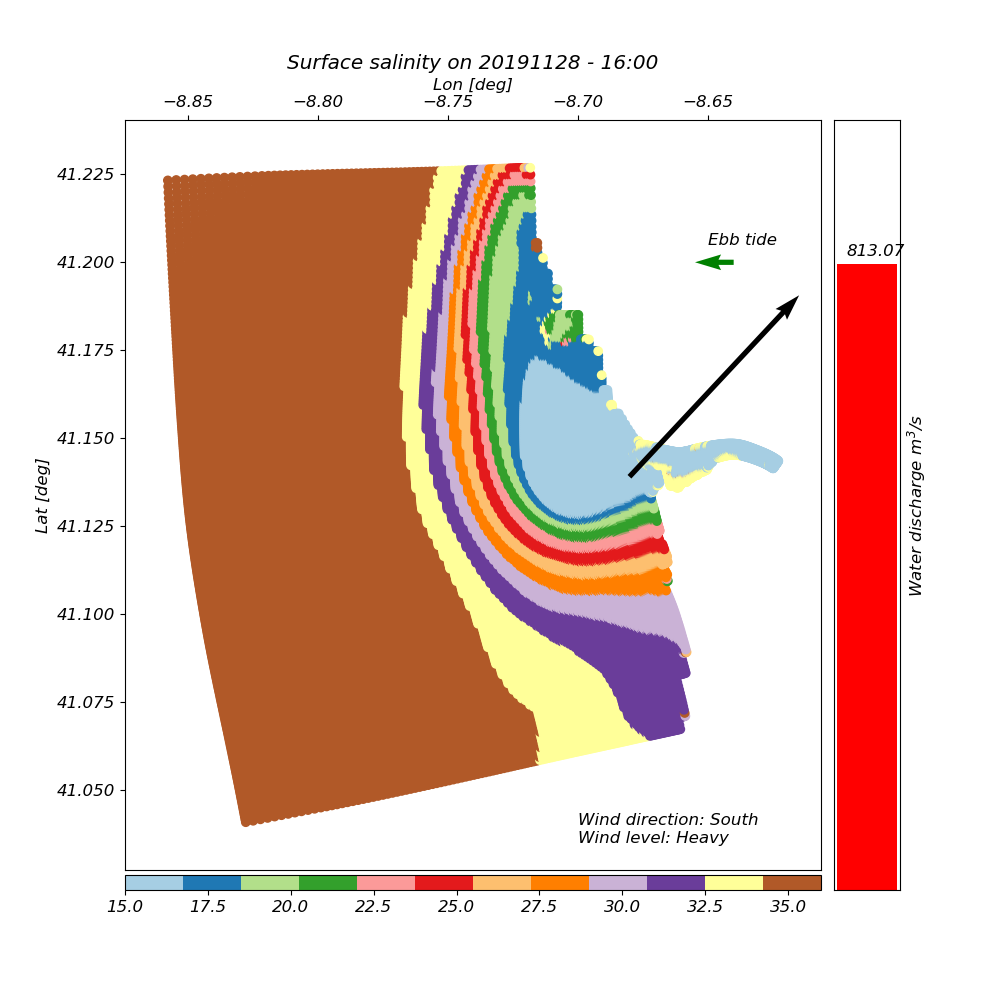 Surface salinity on 20191128 - 16:00
Lon [deg]
−8.85 −8.80 −8.75 −8.70 −8.65
41.225
41.200
41.175
41.150
41.125
41.100
41.075
41.050
Lat [deg]
Ebb tide
813.07
Water discharge m³/s
Wind direction: South
Wind level: Heavy
15.0 17.5 20.0 22.5 25.0 27.5 30.0 32.5 35.0